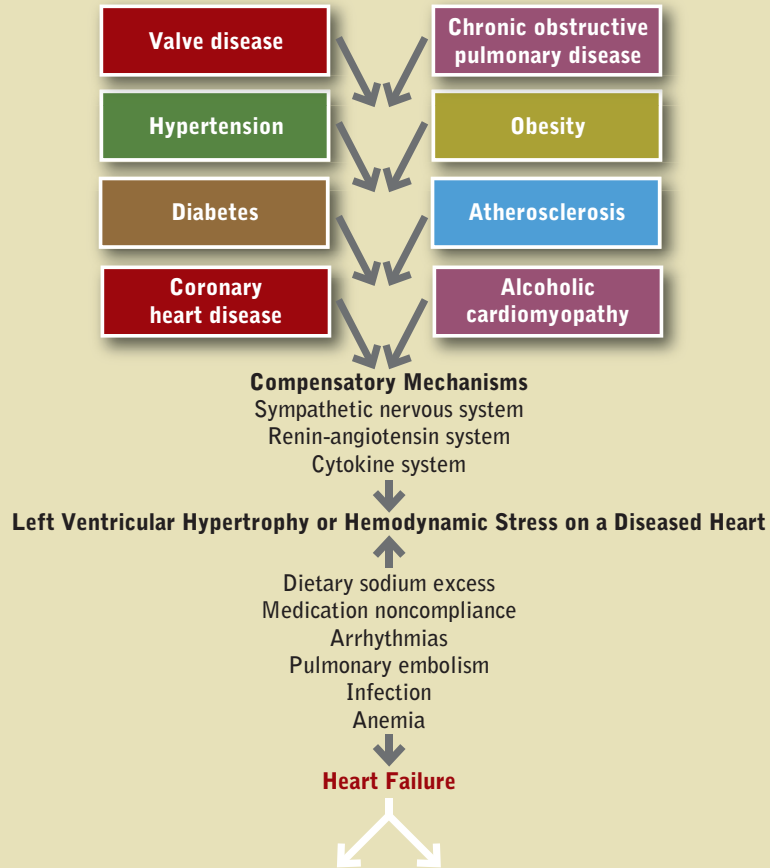 Valve disease
Chronic obstructive
pulmonary disease
Hypertension
Obesity
Diabetes
Atherosclerosis
Coronary
heart disease
Alcoholic
cardiomyopathy
Compensatory Mechanisms
Sympathetic nervous system
Renin-angiotensin system
Cytokine system
Left Ventricular Hypertrophy or Hemodynamic Stress on a Diseased Heart
Dietary sodium excess
Medication noncompliance
Arrhythmias
Pulmonary embolism
Infection
Anemia
Heart Failure